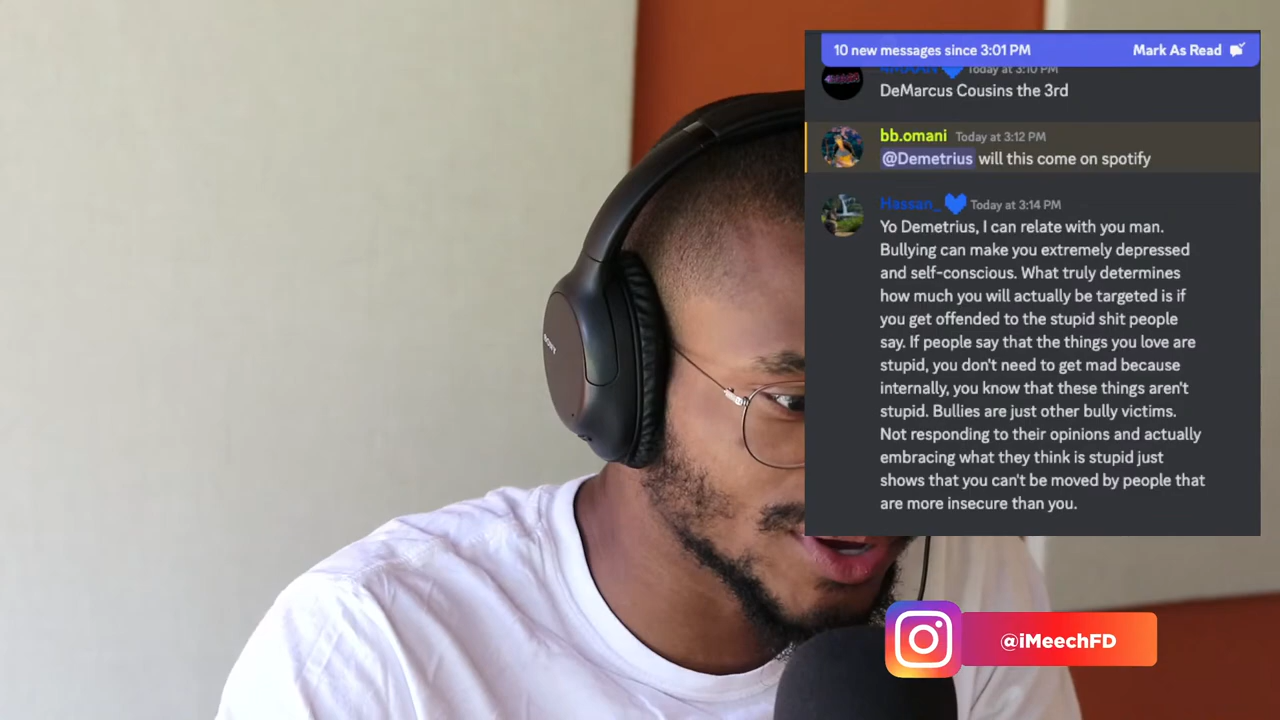 10 new messages since 3:01 PM Mark As Read
Today at 3:10 PM
DeMarcus Cousins the 3rd
bb.omani Today at 3:12 PM
@Demetrius will this come on spotify
Hassan_ Today at 3:14 PM
Yo Demetrius, I can relate with you man.
Bullying can make you extremely depressed
and self-conscious. What truly determines
how much you will actually be targeted is if
you get offended to the stupid shit people
say. If people say that the things you love are
stupid, you don't need to get mad because
internally, you know that these things aren't
stupid. Bullies are just other bully victims.
Not responding to their opinions and actually
embracing what they think is stupid just
shows that you can't be moved by people that
are more insecure than you.
SONY
@iMeechFD